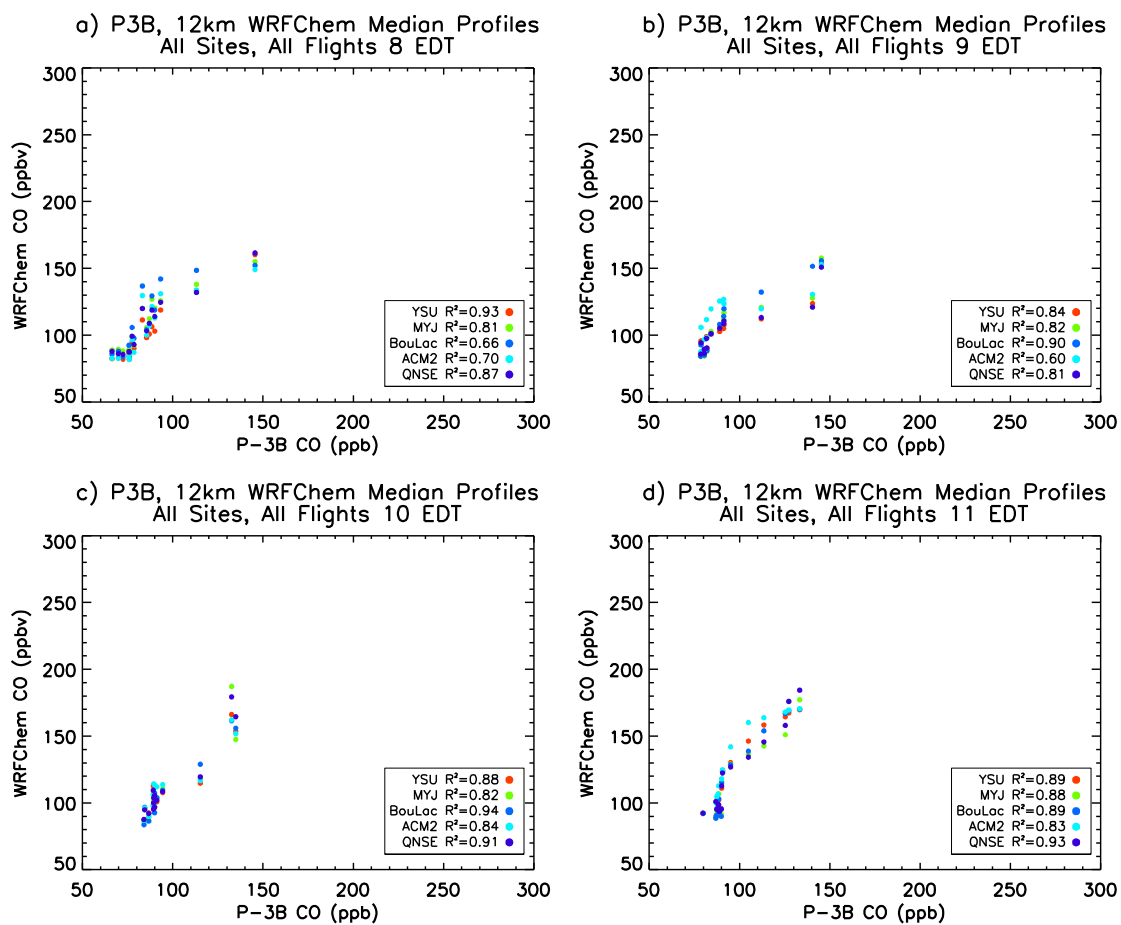 a) P3B, 12km WRFChem Median Profiles
All Sites, All Flights 8 EDT
300
250
200
150
100
50
WRFChem CO (ppbv)
YSU R²=0.93
MYJ R²=0.81
BouLac R²=0.66
ACM2 R²=0.70
QNSE R²=0.87
50 100 150 200 250 300
P-3B CO (ppb)
b) P3B, 12km WRFChem Median Profiles
All Sites, All Flights 9 EDT
300
250
200
150
100
50
WRFChem CO (ppbv)
YSU R²=0.84
MYJ R²=0.82
BouLac R²=0.90
ACM2 R²=0.60
QNSE R²=0.81
50 100 150 200 250 300
P-3B CO (ppb)
c) P3B, 12km WRFChem Median Profiles
All Sites, All Flights 10 EDT
300
250
200
150
100
50
WRFChem CO (ppbv)
YSU R²=0.88
MYJ R²=0.82
BouLac R²=0.94
ACM2 R²=0.84
QNSE R²=0.91
50 100 150 200 250 300
P-3B CO (ppb)
d) P3B, 12km WRFChem Median Profiles
All Sites, All Flights 11 EDT
300
250
200
150
100
50
WRFChem CO (ppbv)
YSU R²=0.89
MYJ R²=0.88
BouLac R²=0.89
ACM2 R²=0.83
QNSE R²=0.93
50 100 150 200 250 300
P-3B CO (ppb)